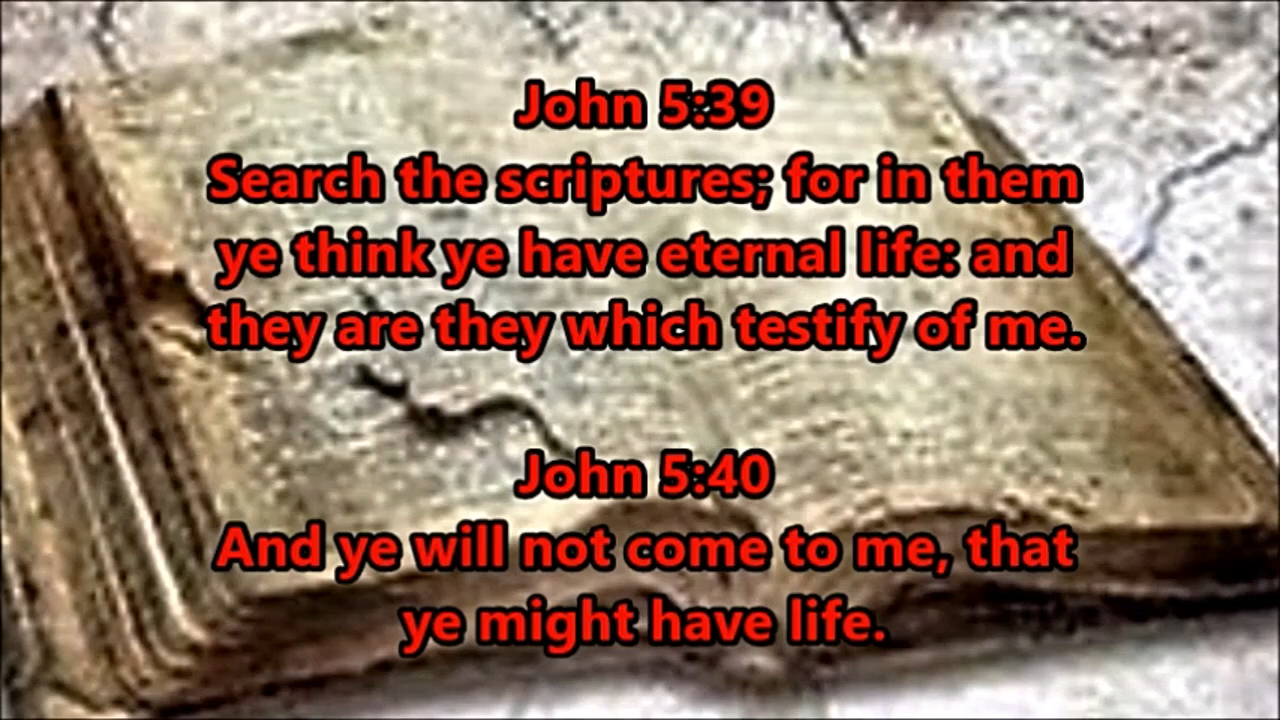 John 5:39
Search the scriptures; for in them
ye think ye have eternal life: and
they are they which testify of me.
John 5:40
And ye will not come to me, that
ye might have life.